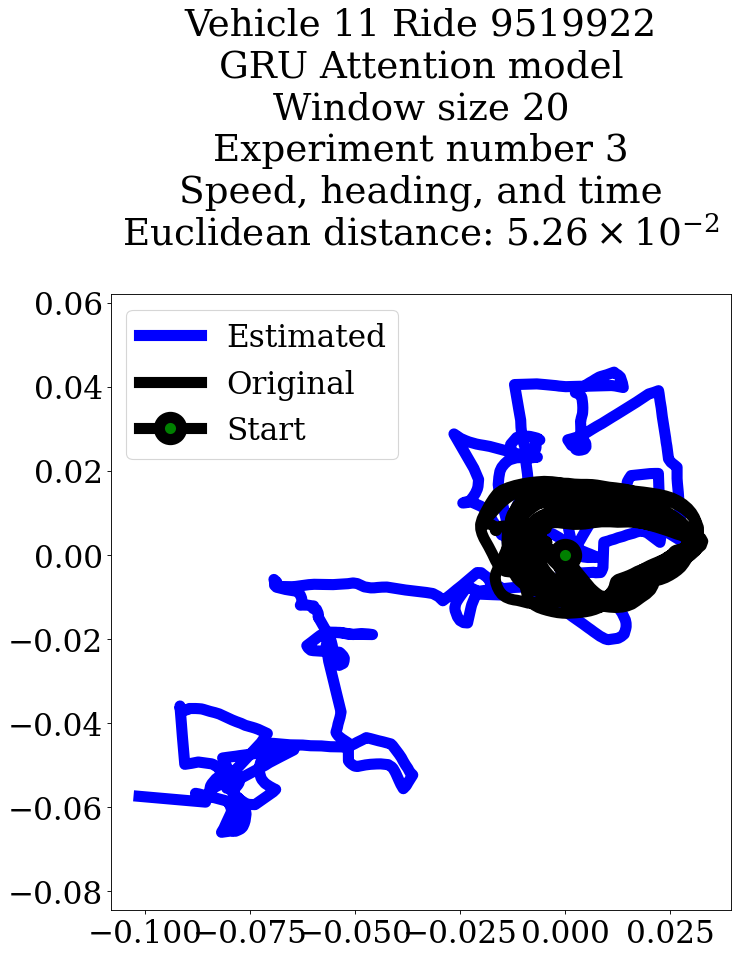 Vehicle 11 Ride 9519922
GRU Attention model
Window size 20
Experiment number 3
Speed, heading, and time
Euclidean distance: 5.26 × 10⁻²
Estimated
Original
Start
0.06
0.04
0.02
0.00
−0.02
−0.04
−0.06
−0.08
−0.100 −0.075 −0.050 −0.025 0.000 0.025